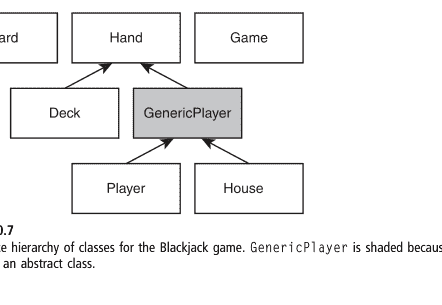 ard Hand Game
Deck GenericPlayer
Player House
0.7
ce hierarchy of classes for the Blackjack game. GenericPlayer is shaded becaus
an abstract class.